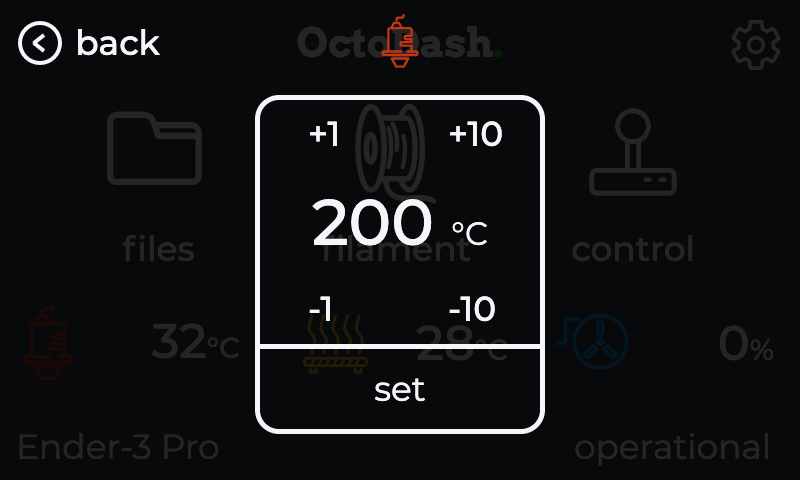 back
OctoDash.
+1 +10
200 °C
files filament control
-1 -10
32°C 28°C 0%
set
Ender-3 Pro operational